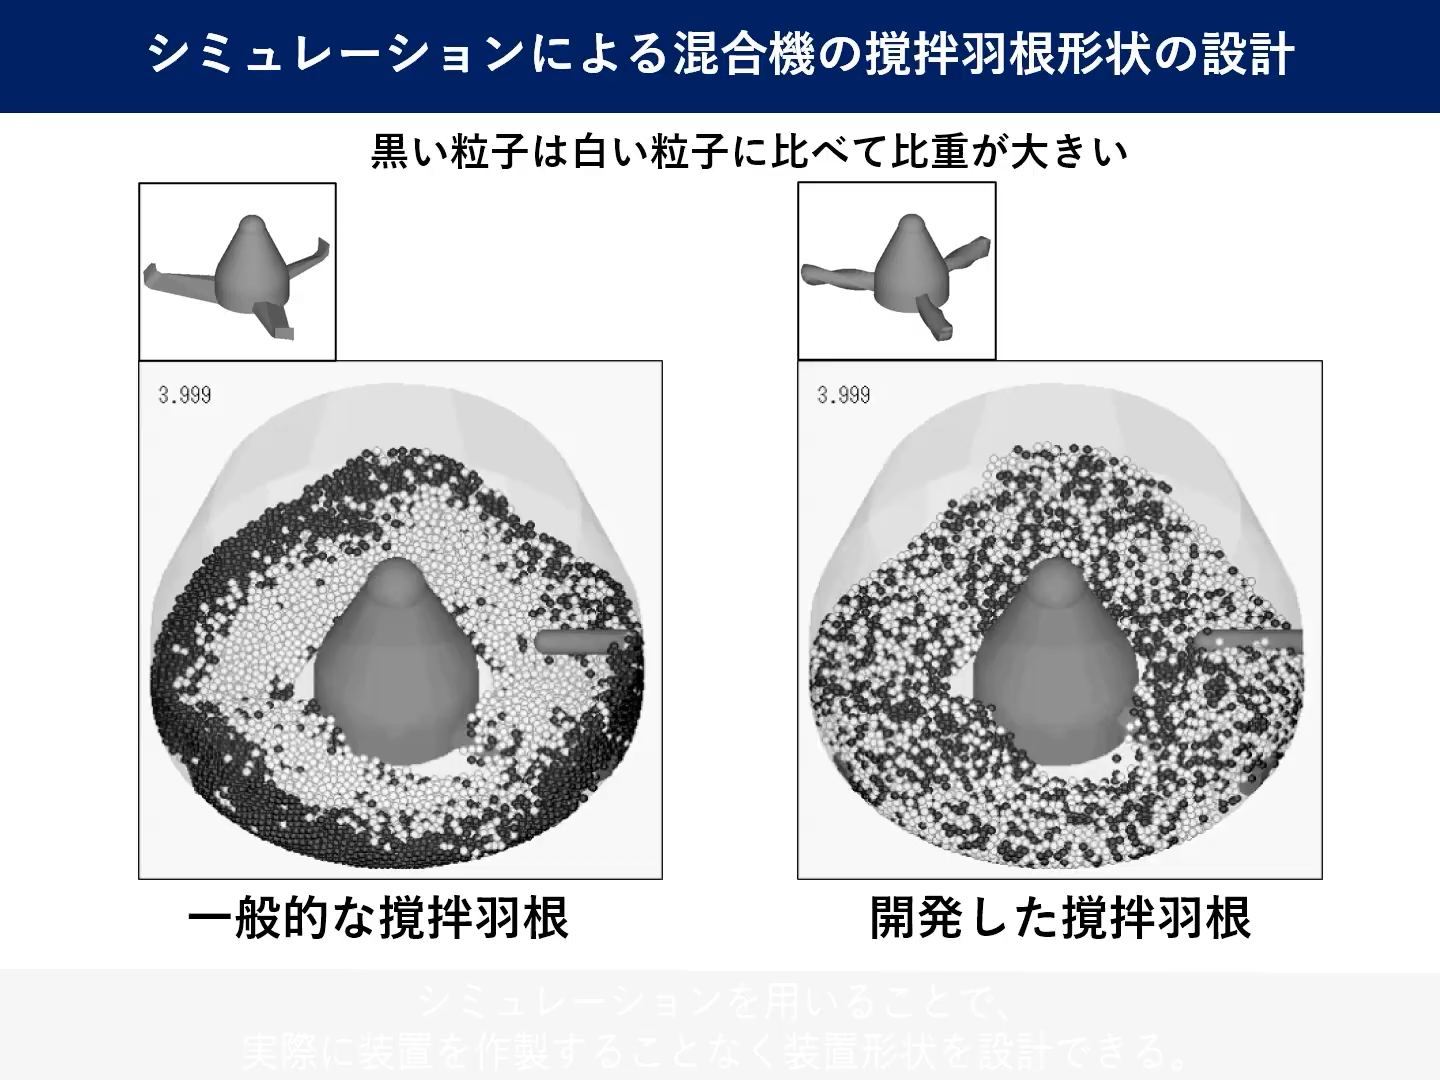 シミュレーションによる混合機の撹拌羽根形状の設計
黒い粒子は白い粒子に比べて比重が大きい
3.999
3.999
一般的な撹拌羽根
開発した撹拌羽根
シミュレーションを用いることで、
実際に装置を作製することなく装置形状を設計できる。